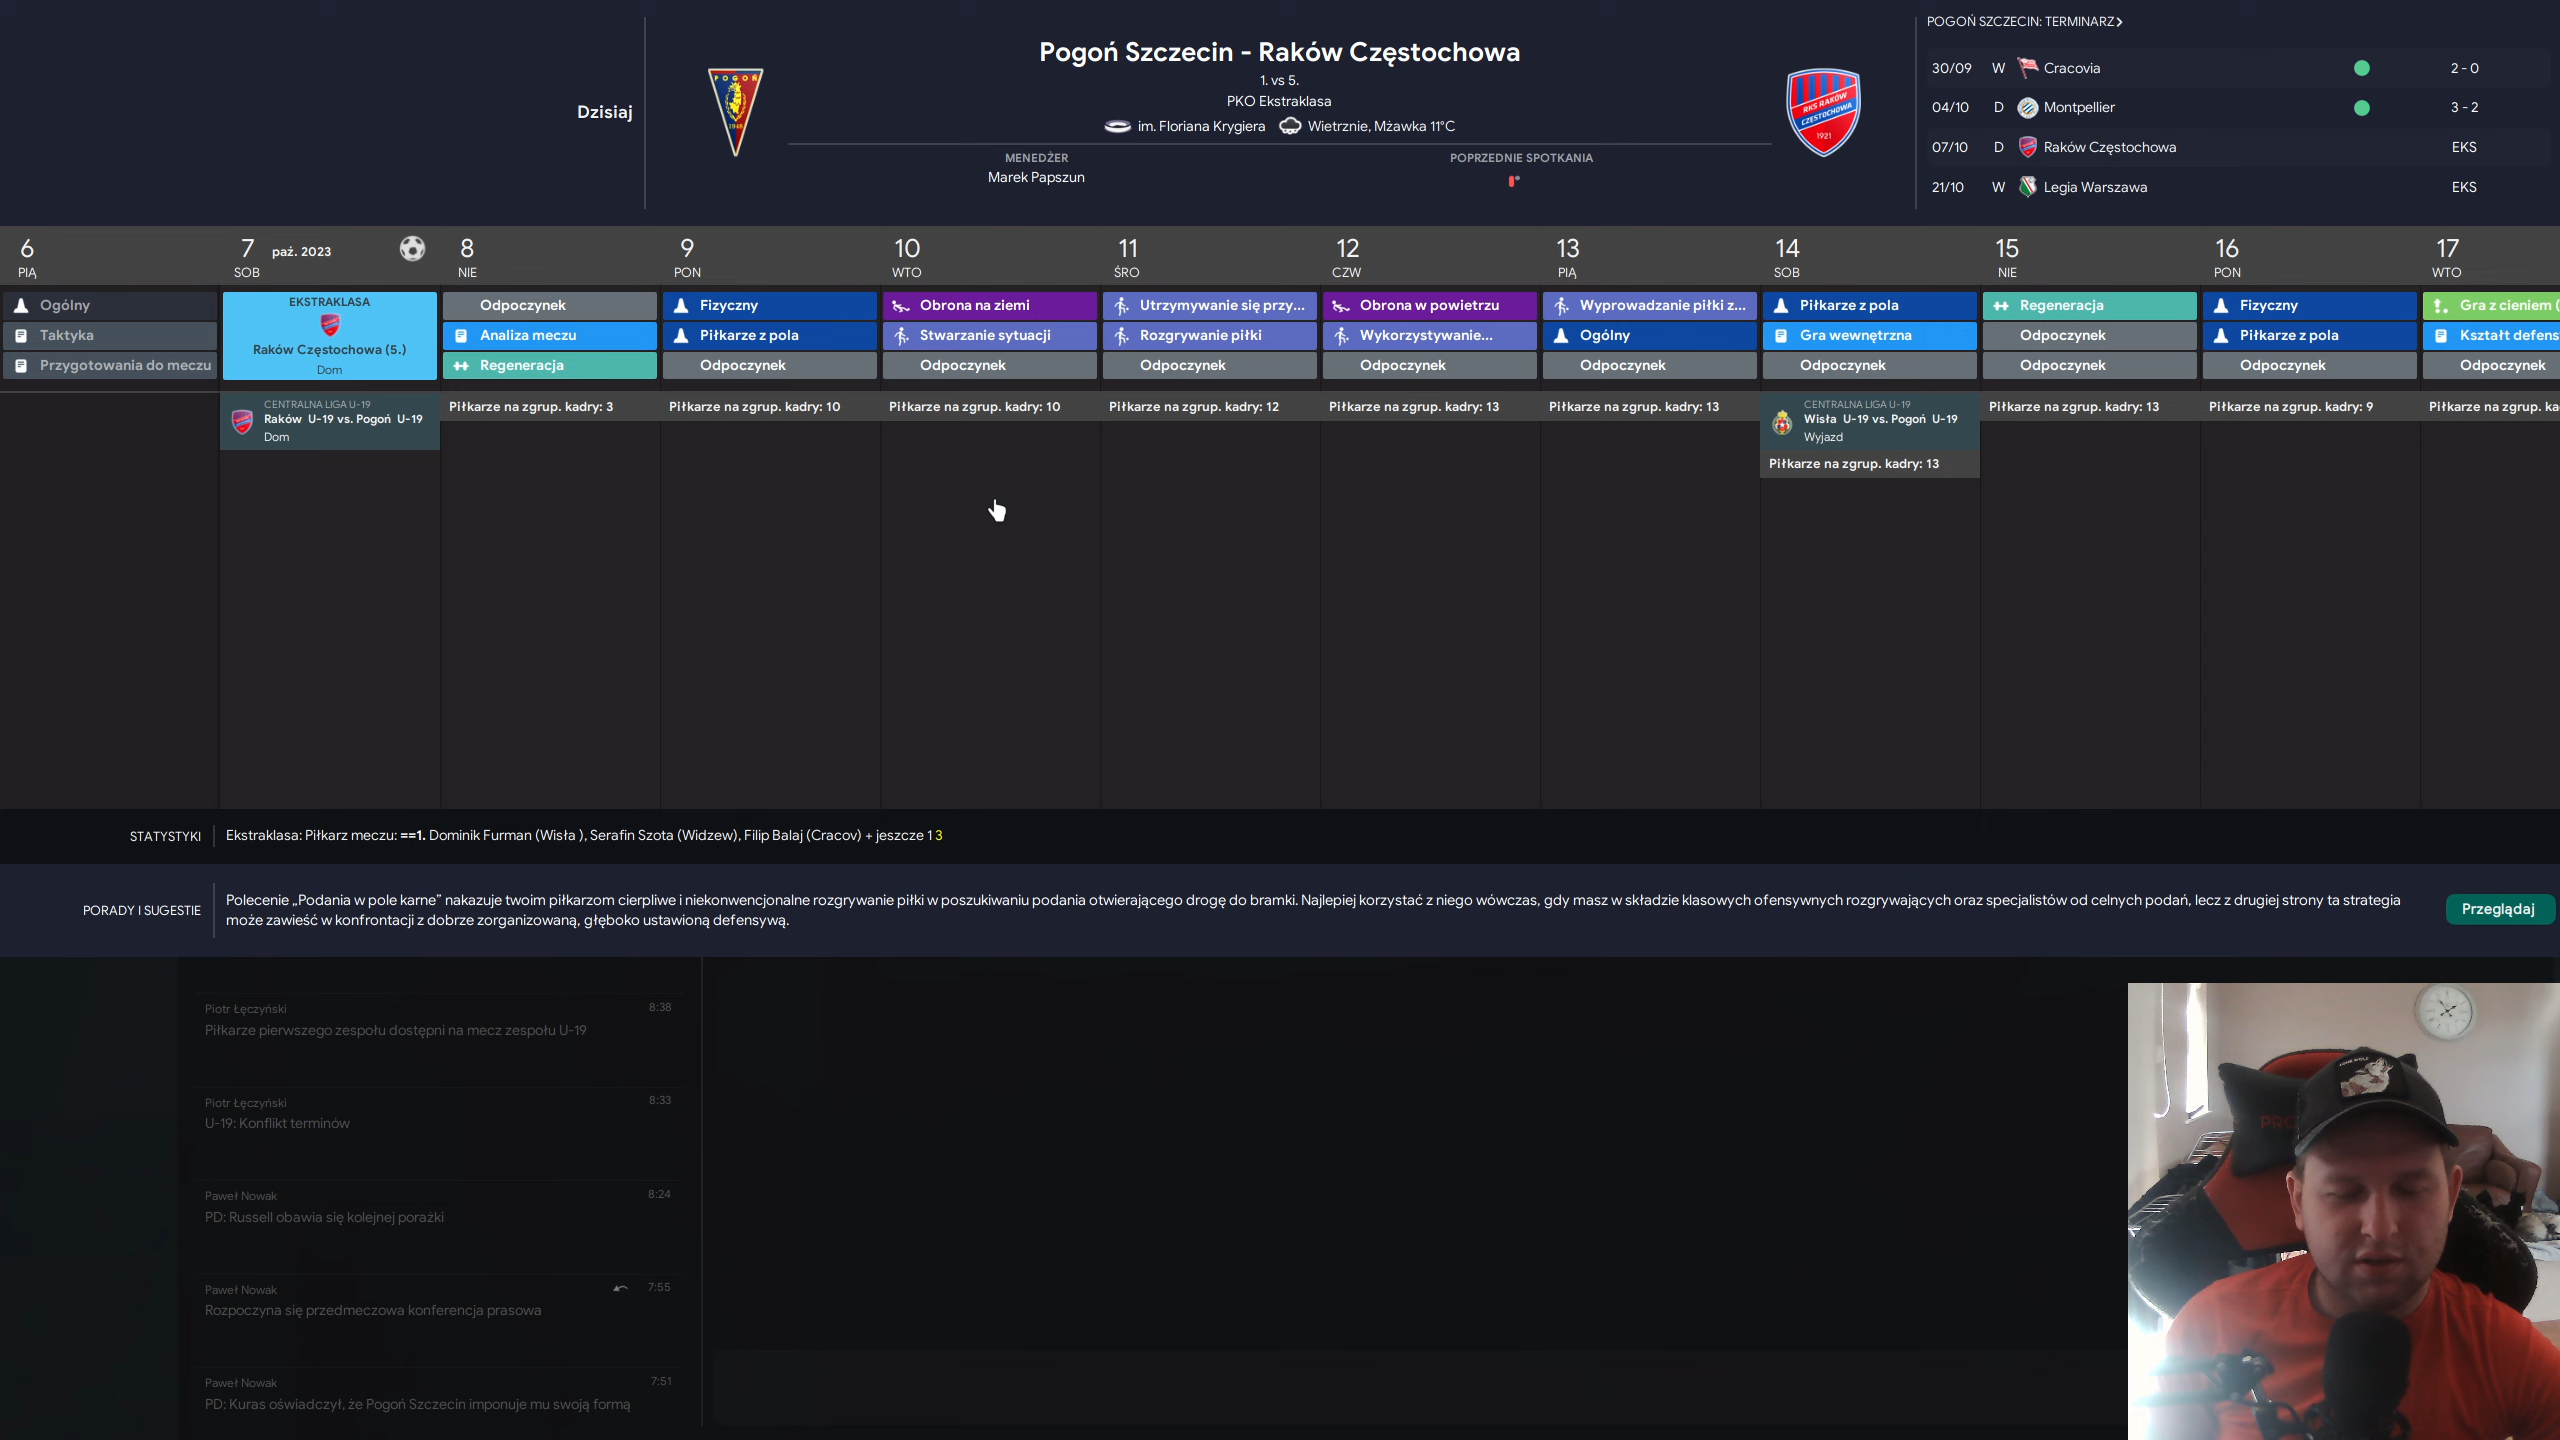 Dzisiaj
Pogoń Szczecin - Raków Częstochowa
1. vs 5.
PKO Ekstraklasa
im. Floriana Krygiera Wietrznie, Mżawka 11°C
MENEDŻER
Marek Papszun
POPRZEDNIE SPOTKANIA
POGOŃ
1948
RKS RAKÓW
CZĘSTOCHOWA
1921
POGOŃ SZCZECIN: TERMINARZ
30/09 W Cracovia 2 - 0
04/10 D Montpellier 3 - 2
07/10 D Raków Częstochowa EKS
21/10 W Legia Warszawa EKS
6 7 paź. 2023 8 9 10 11 12 13 14 15 16 17
PIĄ SOB NIE PON WTO ŚRO CZW PIĄ SOB NIE PON WTO
Ogólny
Taktyka
Przygotowania do meczu
EKSTRAKLASA
Raków Częstochowa (5.)
Dom
CENTRALNA LIGA U-19
Raków U-19 vs. Pogoń U-19
Dom
Odpoczynek
Analiza meczu
Regeneracja
Piłkarze na zgrup. kadry: 3
Fizyczny
Piłkarze z pola
Odpoczynek
Piłkarze na zgrup. kadry: 10
Obrona na ziemi
Stwarzanie sytuacji
Odpoczynek
Piłkarze na zgrup. kadry: 10
Utrzymywanie się przy...
Rozgrywanie piłki
Odpoczynek
Piłkarze na zgrup. kadry: 12
Obrona w powietrzu
Wykorzystywanie...
Odpoczynek
Piłkarze na zgrup. kadry: 13
Wyprowadzanie piłki z...
Ogólny
Odpoczynek
Piłkarze na zgrup. kadry: 13
Piłkarze z pola
Gra wewnętrzna
Odpoczynek
CENTRALNA LIGA U-19
Wisła U-19 vs. Pogoń U-19
Wyjazd
Piłkarze na zgrup. kadry: 13
Regeneracja
Odpoczynek
Odpoczynek
Piłkarze na zgrup. kadry: 13
Fizyczny
Piłkarze z pola
Odpoczynek
Piłkarze na zgrup. kadry: 9
Gra z cieniem (
Kształt defens
Odpoczynek
Piłkarze na zgrup. ka
STATYSTYKI
Ekstraklasa: Piłkarz meczu: ==1. Dominik Furman (Wisła ), Serafin Szota (Widzew), Filip Balaj (Cracov) + jeszcze 1 3
PORADY I SUGESTIE
Polecenie „Podania w pole karne” nakazuje twoim piłkarzom cierpliwe i niekonwencjonalne rozgrywanie piłki w poszukiwaniu podania otwierającego drogę do bramki. Najlepiej korzystać z niego wówczas, gdy masz w składzie klasowych ofensywnych rozgrywających oraz specjalistów od celnych podań, lecz z drugiej strony ta strategia
może zawieść w konfrontacji z dobrze zorganizowaną, głęboko ustawioną defensywą.
Przeglądaj
Piotr Łęczyński 8:38
Piłkarze pierwszego zespołu dostępni na mecz zespołu U-19
Piotr Łęczyński 8:33
U-19: Konflikt terminów
Paweł Nowak 8:24
PD: Russell obawia się kolejnej porażki
Paweł Nowak 7:55
Rozpoczyna się przedmeczowa konferencja prasowa
Paweł Nowak 7:51
PD: Kuras oświadczył, że Pogoń Szczecin imponuje mu swoją formą